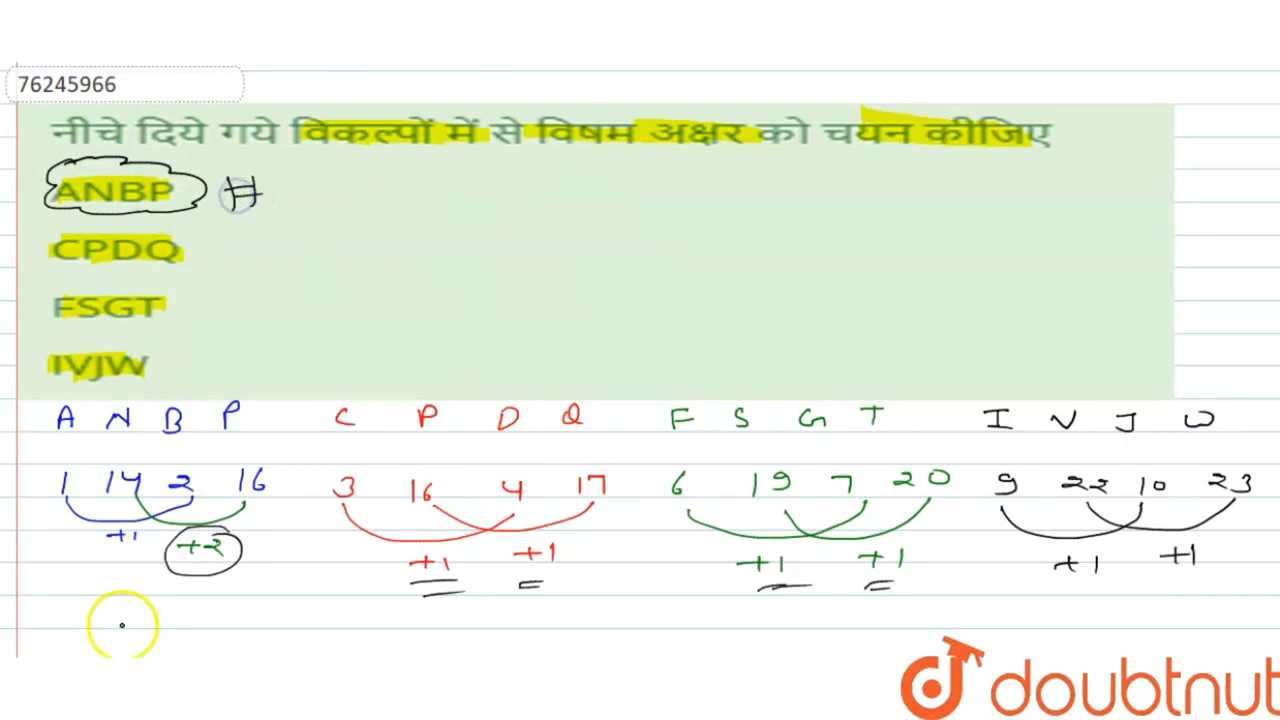 76245966
नीचे दिये गये विकल्पों में से विषम अक्षर को चयन कीजिए
ANBP
CPDQ
FSGT
IVJW
A N B P C P D Q F S G T I V J W
1 14 2 16 3 16 4 17 6 19 7 20 9 22 10 23
+1 +2 +1 +1 +1 +1 +1 +1
doubtnut